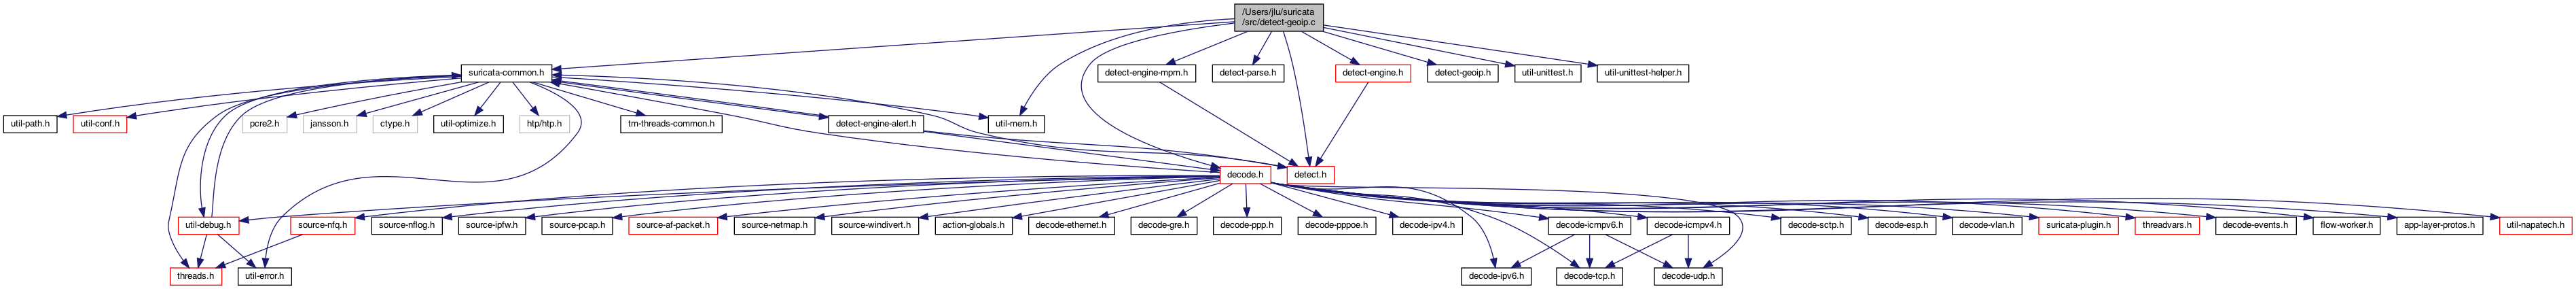 /Users/jlu/suricata
/src/detect-geoip.c
suricata-common.h
detect-engine-mpm.h
detect-parse.h
detect-engine.h
detect-geoip.h
util-unittest.h
util-unittest-helper.h
util-path.h
util-conf.h
pcre2.h
jansson.h
ctype.h
util-optimize.h
htp/htp.h
tm-threads-common.h
detect-engine-alert.h
util-mem.h
decode.h
detect.h
util-debug.h
source-nfq.h
source-nflog.h
source-ipfw.h
source-pcap.h
source-af-packet.h
source-netmap.h
source-windivert.h
action-globals.h
decode-ethernet.h
decode-gre.h
decode-ppp.h
decode-pppoe.h
decode-ipv4.h
decode-icmpv6.h
decode-icmpv4.h
decode-sctp.h
decode-esp.h
decode-vlan.h
suricata-plugin.h
threadvars.h
decode-events.h
flow-worker.h
app-layer-protos.h
util-napatech.h
threads.h
util-error.h
decode-ipv6.h
decode-tcp.h
decode-udp.h